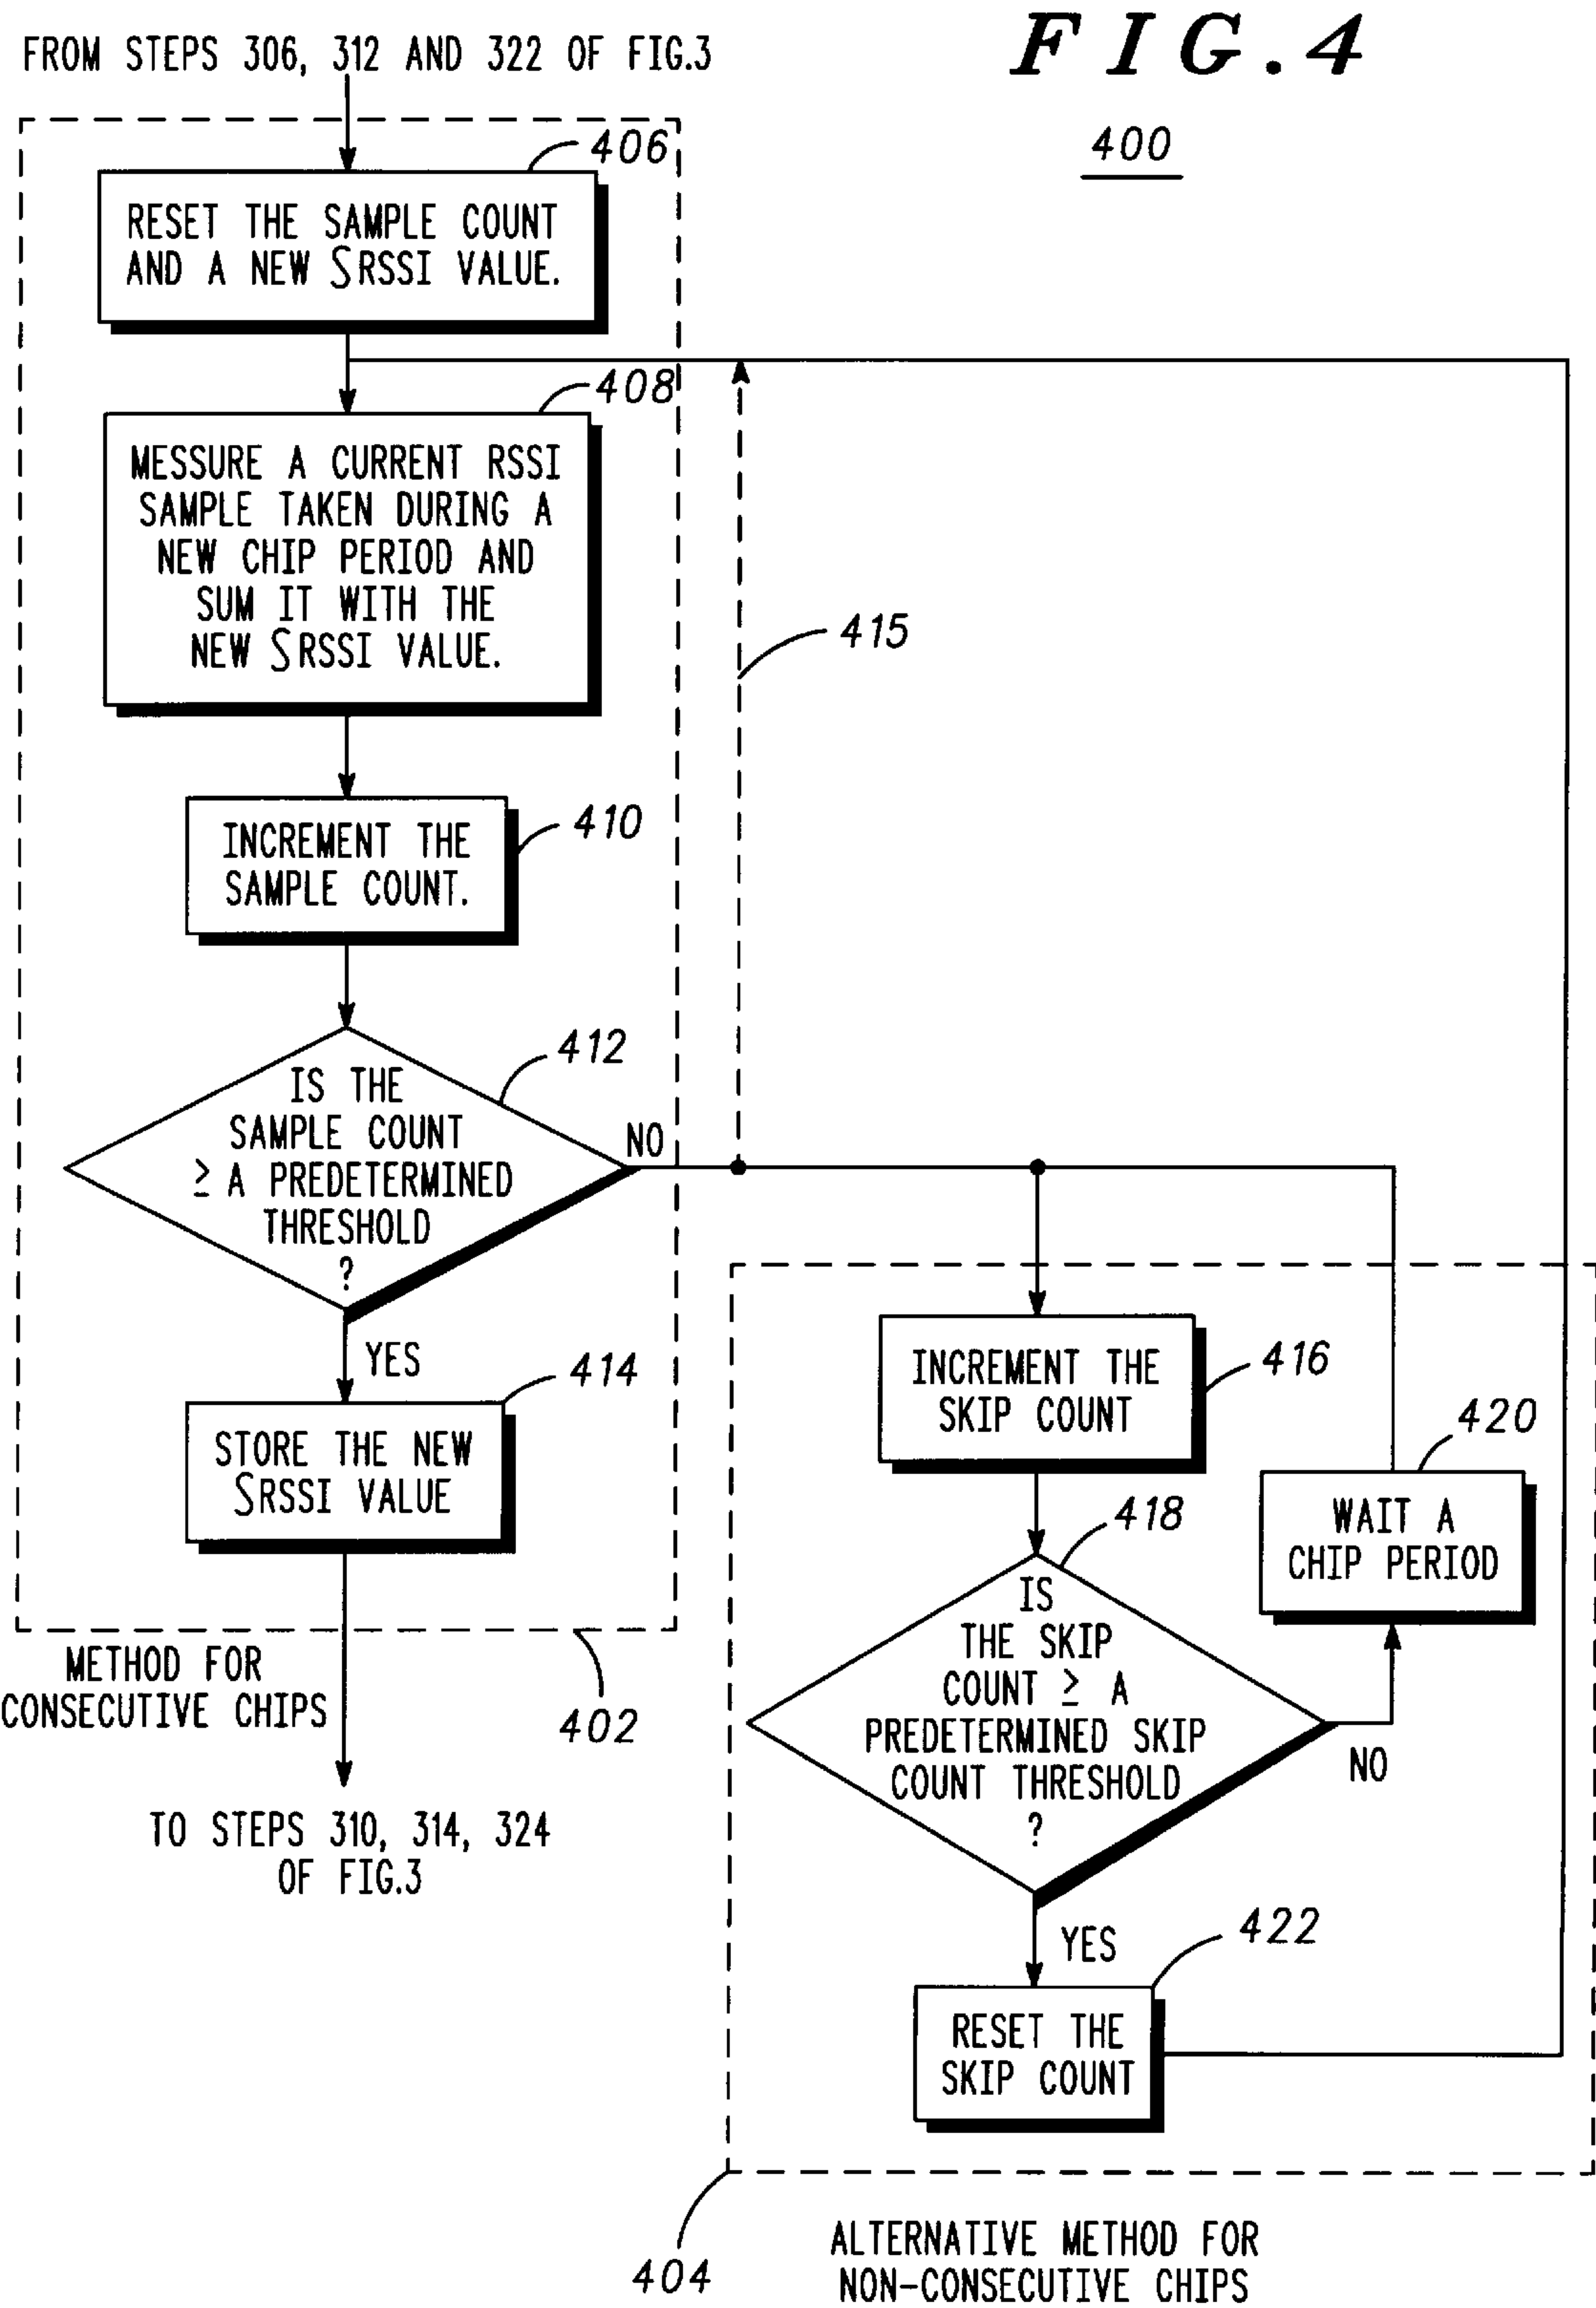 FROM STEPS 306, 312 AND 322 OF FIG.3
FIG.4
400
406
RESET THE SAMPLE COUNT
AND A NEW SRSSI VALUE.
408
MESSURE A CURRENT RSSI
SAMPLE TAKEN DURING A
NEW CHIP PERIOD AND
SUM IT WITH THE
NEW SRSSI VALUE.
415
410
INCREMENT THE
SAMPLE COUNT.
412
IS THE
SAMPLE COUNT
≥ A PREDETERMINED
THRESHOLD
?
NO
YES
414
STORE THE NEW
SRSSI VALUE
METHOD FOR
CONSECUTIVE CHIPS
402
TO STEPS 310, 314, 324
OF FIG.3
INCREMENT THE
SKIP COUNT
416
420
WAIT A
CHIP PERIOD
418
IS
THE SKIP
COUNT ≥ A
PREDETERMINED SKIP
COUNT THRESHOLD
?
NO
YES
422
RESET THE
SKIP COUNT
404
ALTERNATIVE METHOD FOR
NON-CONSECUTIVE CHIPS